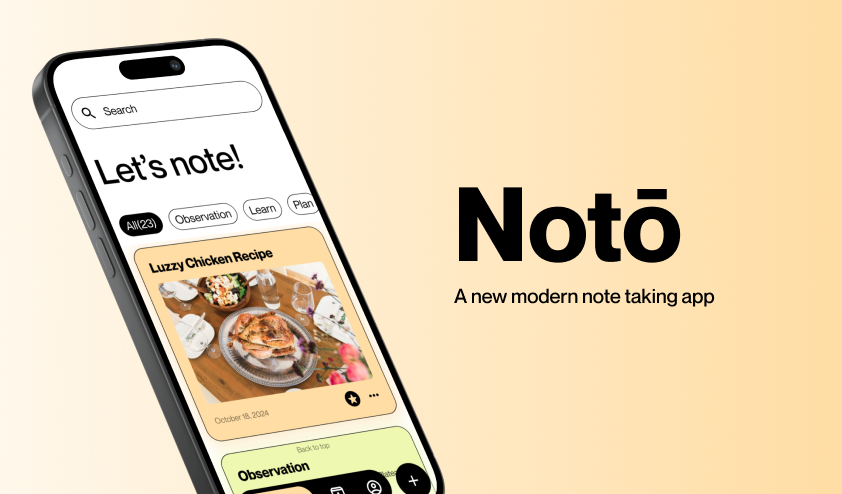 Search
Let's note!
All(23)
Observation
Learn
Plan
Luzzy Chicken Recipe
October 18, 2024
Back to top
Observation
Notō
A new modern note taking app